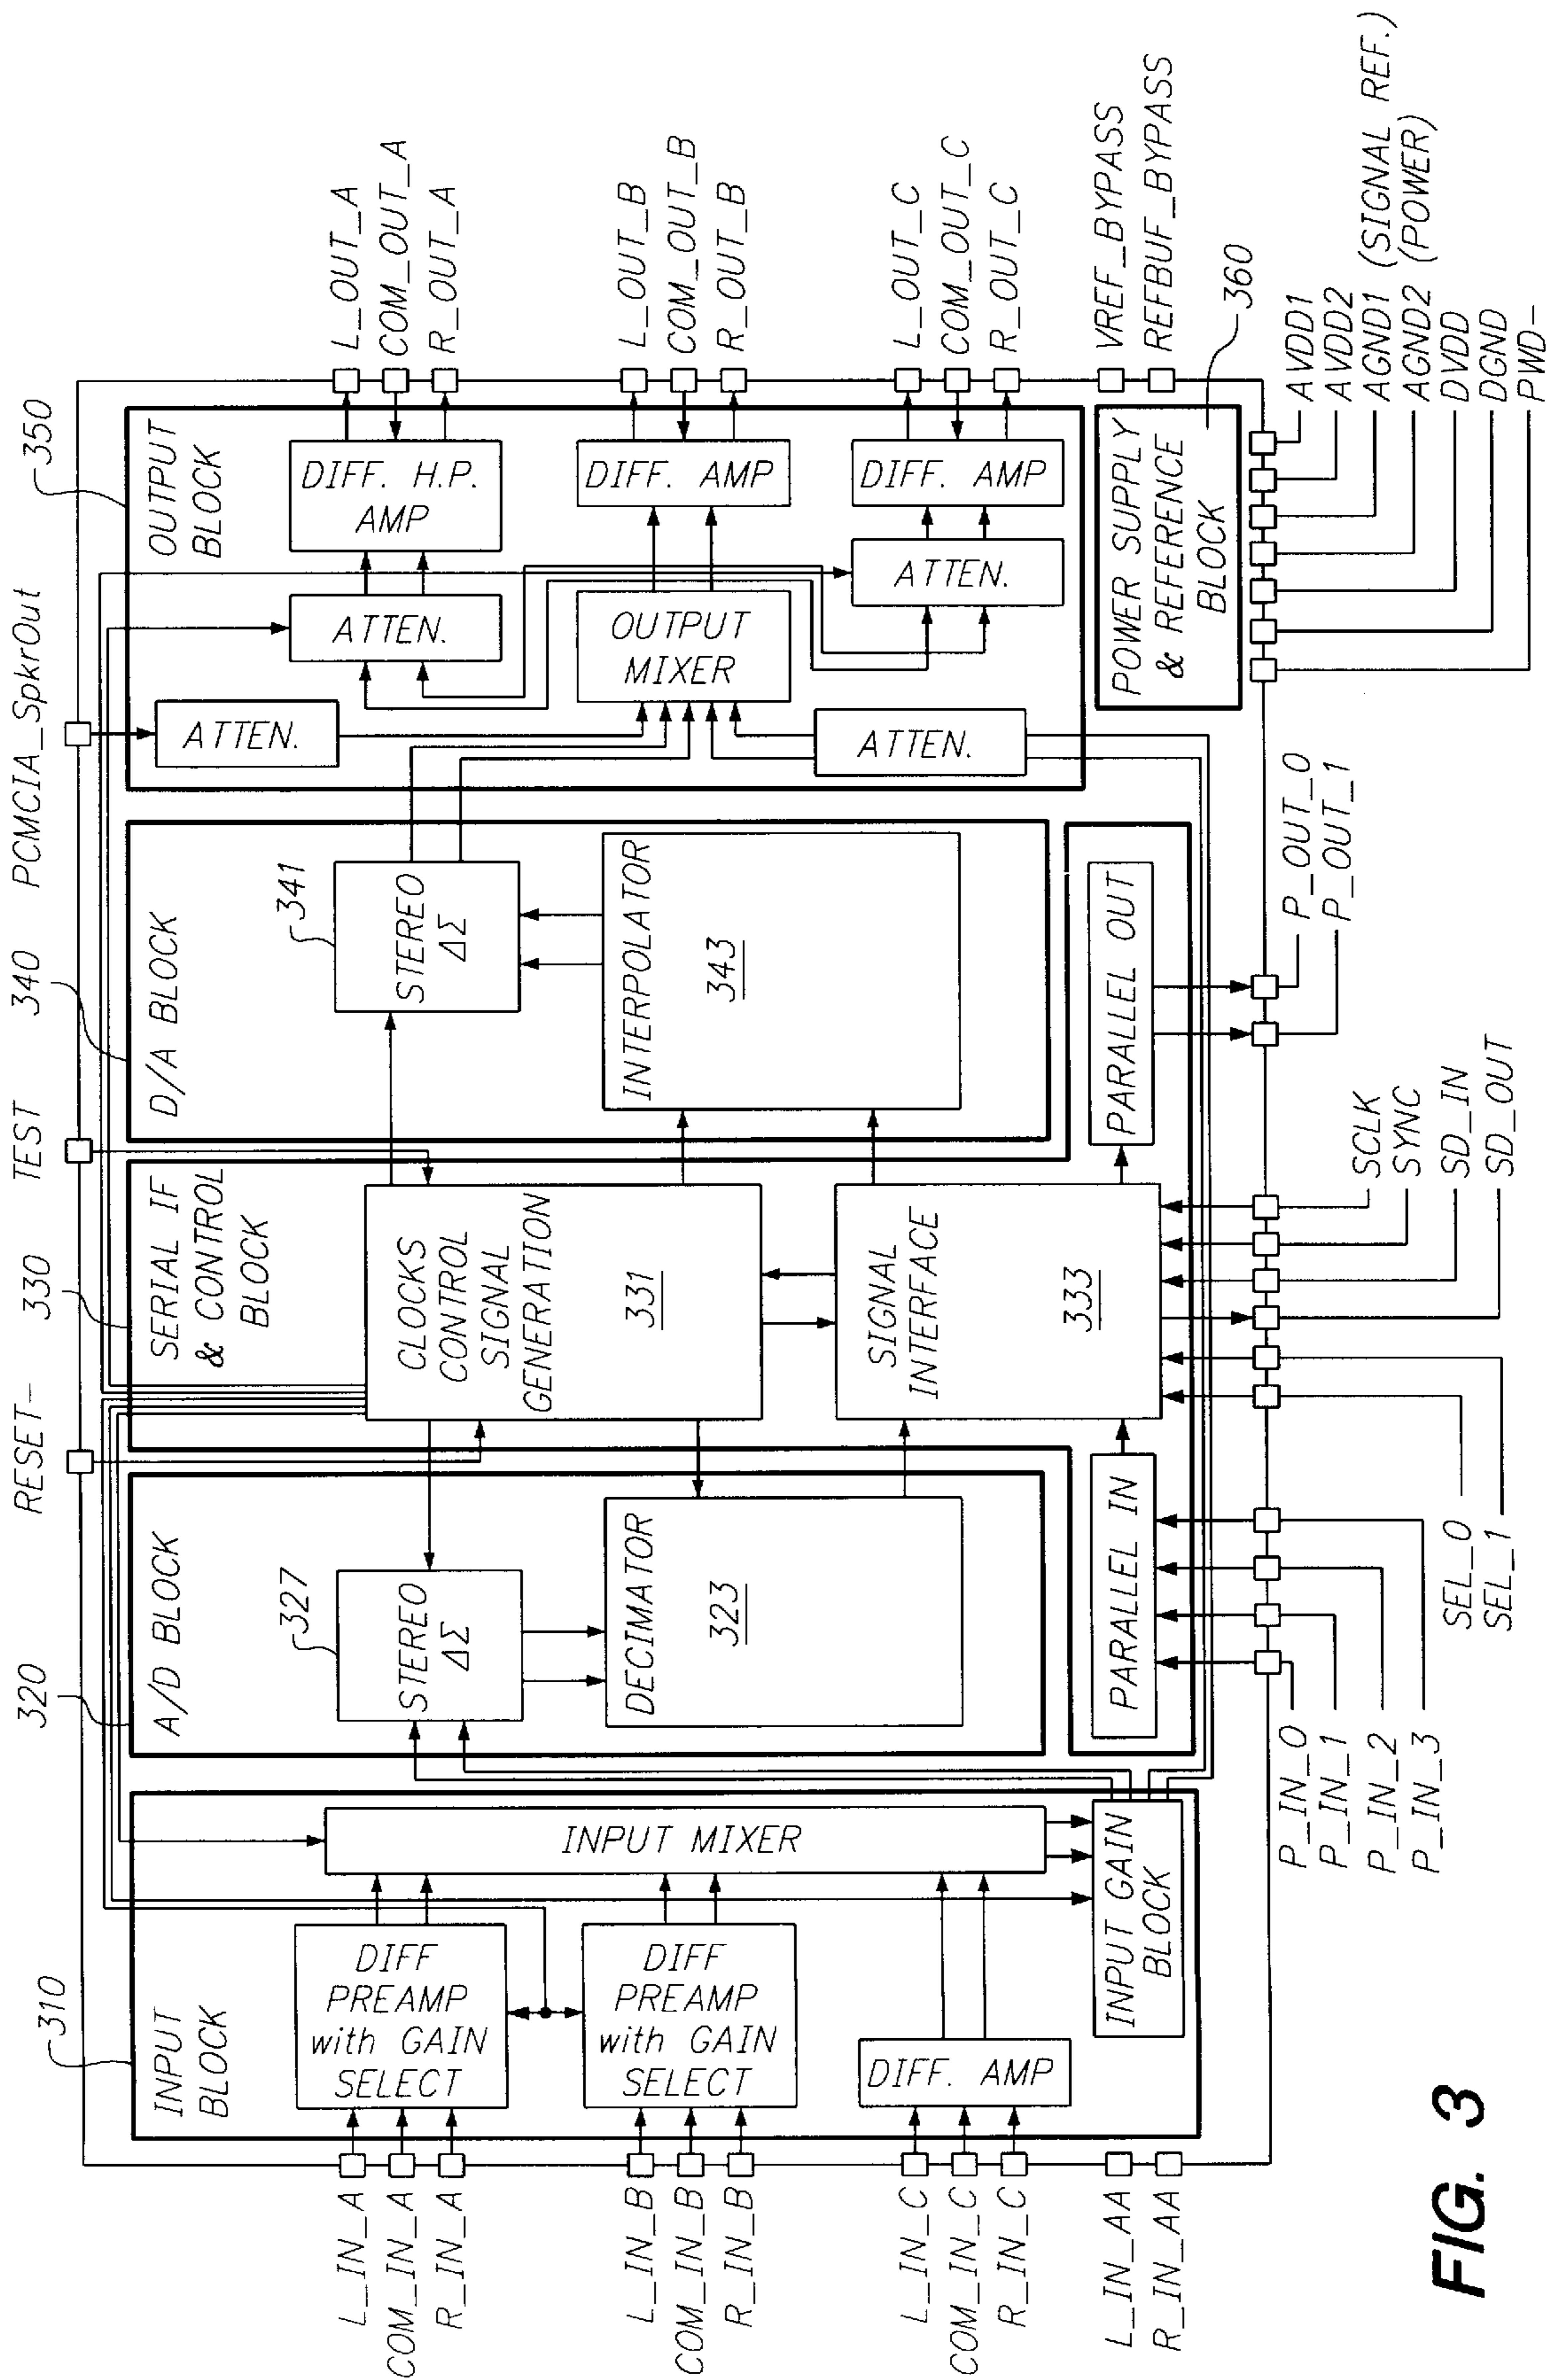 RESET–
330
TEST
340
PCMCIA_SpkrOut
320
310
350
INPUT
BLOCK
A/D BLOCK
SERIAL IF
& CONTROL
BLOCK
D/A BLOCK
OUTPUT
BLOCK
L_IN_A
COM_IN_A
R_IN_A
L_IN_B
COM_IN_B
R_IN_B
L_IN_C
COM_IN_C
R_IN_C
L_IN_AA
R_IN_AA
DIFF
PREAMP
with GAIN
SELECT
DIFF
PREAMP
with GAIN
SELECT
DIFF. AMP
INPUT MIXER
INPUT GAIN
BLOCK
327
STEREO
ΔΣ
DECIMATOR
323
CLOCKS
CONTROL
SIGNAL
GENERATION
331
SIGNAL
INTERFACE
333
PARALLEL IN
PARALLEL OUT
341
STEREO
ΔΣ
INTERPOLATOR
343
ATTEN.
ATTEN.
DIFF. H.P.
AMP
OUTPUT
MIXER
DIFF. AMP
ATTEN.
ATTEN.
DIFF. AMP
POWER SUPPLY
& REFERENCE
BLOCK
360
L_OUT_A
COM_OUT_A
R_OUT_A
L_OUT_B
COM_OUT_B
R_OUT_B
L_OUT_C
COM_OUT_C
R_OUT_C
VREF_BYPASS
REFBUF_BYPASS
P_IN_0
P_IN_1
P_IN_2
P_IN_3
SEL_0
SEL_1
SCLK
SYNC
SD_IN
SD_OUT
P_OUT_0
P_OUT_1
AVDD1
AVDD2
AGND1 (SIGNAL REF.)
AGND2 (POWER)
DVDD
DGND
PWD–
FIG. 3